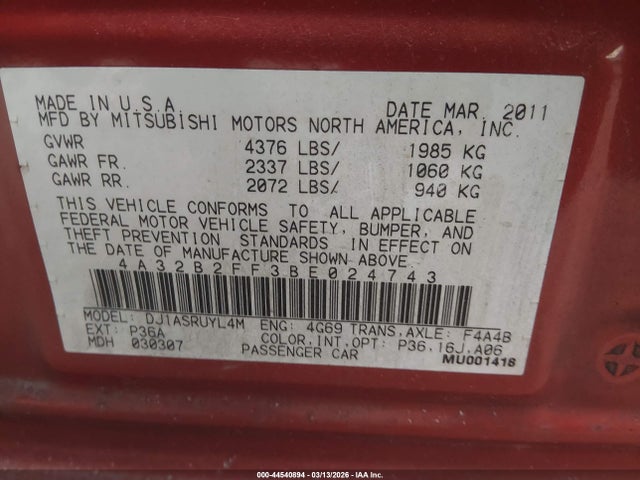 MADE IN U.S.A. DATE MAR. 2011
MFD BY MITSUBISHI MOTORS NORTH AMERICA, INC.
GVWR 4376 LBS/ 1985 KG
GAWR FR. 2337 LBS/ 1060 KG
GAWR RR. 2072 LBS/ 940 KG
THIS VEHICLE CONFORMS TO ALL APPLICABLE
FEDERAL MOTOR VEHICLE SAFETY, BUMPER, AND
THEFT PREVENTION STANDARDS IN EFFECT ON
THE DATE OF MANUFACTURE SHOWN ABOVE.
4A32B2FF3BE024743
MODEL: DJ1ASRUYL4M ENG: 4G69 TRANS,AXLE: F4A4B
EXT: P36A COLOR,INT,OPT: P36,16J,A06
MDH 030307 PASSENGER CAR MU001418
000-44540894 | 03/13/2026 | IAA Inc.